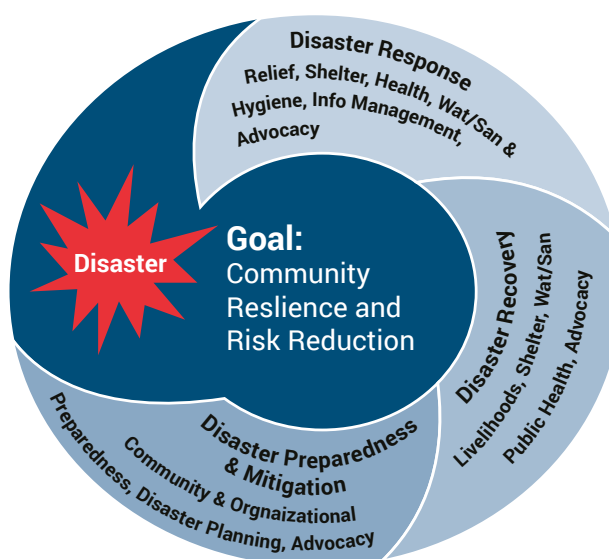 Disaster Response
Relief, Shelter, Health, Wat/San &
Hygiene, Info Management,
Advocacy
Disaster
Goal:
Community
Reslience and
Risk Reduction
Disaster Recovery
Livelihoods, Shelter, Wat/San
Public Health, Advocacy
Disaster Preparedness
& Mitigation
Community & Orgnaizational
Preparedness, Disaster Planning, Advocacy